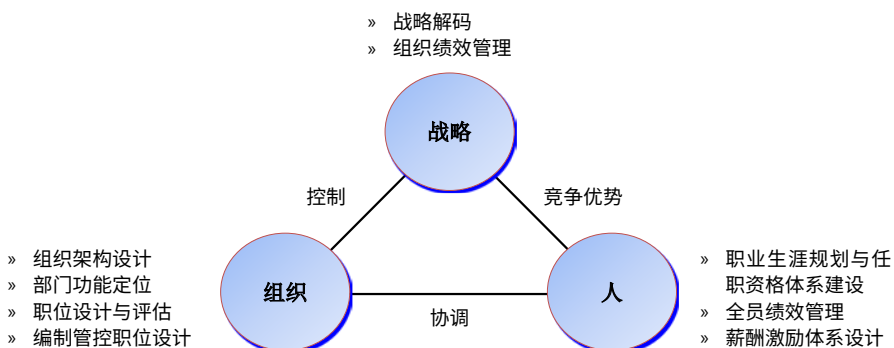 » 战略解码
» 组织绩效管理
战略
控制
竞争优势
» 组织架构设计
» 部门功能定位
» 职位设计与评估
» 编制管控职位设计
组织
协调
人
» 职业生涯规划与任
职资格体系建设
» 全员绩效管理
» 薪酬激励体系设计